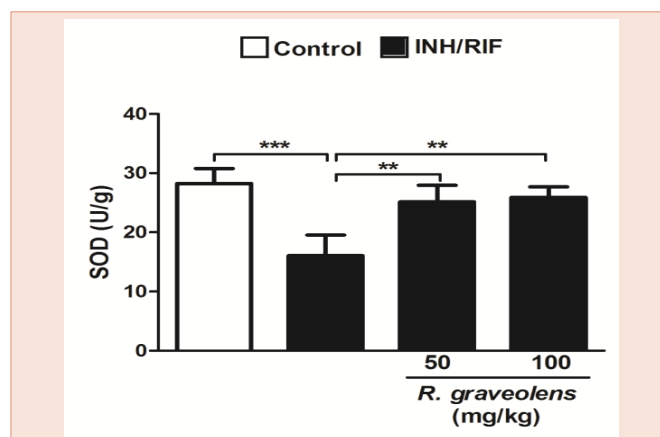 Control INH/RIF
40
***
**
30
**
20
10
0
SOD (U/g)
50 100
R. graveolens
(mg/kg)